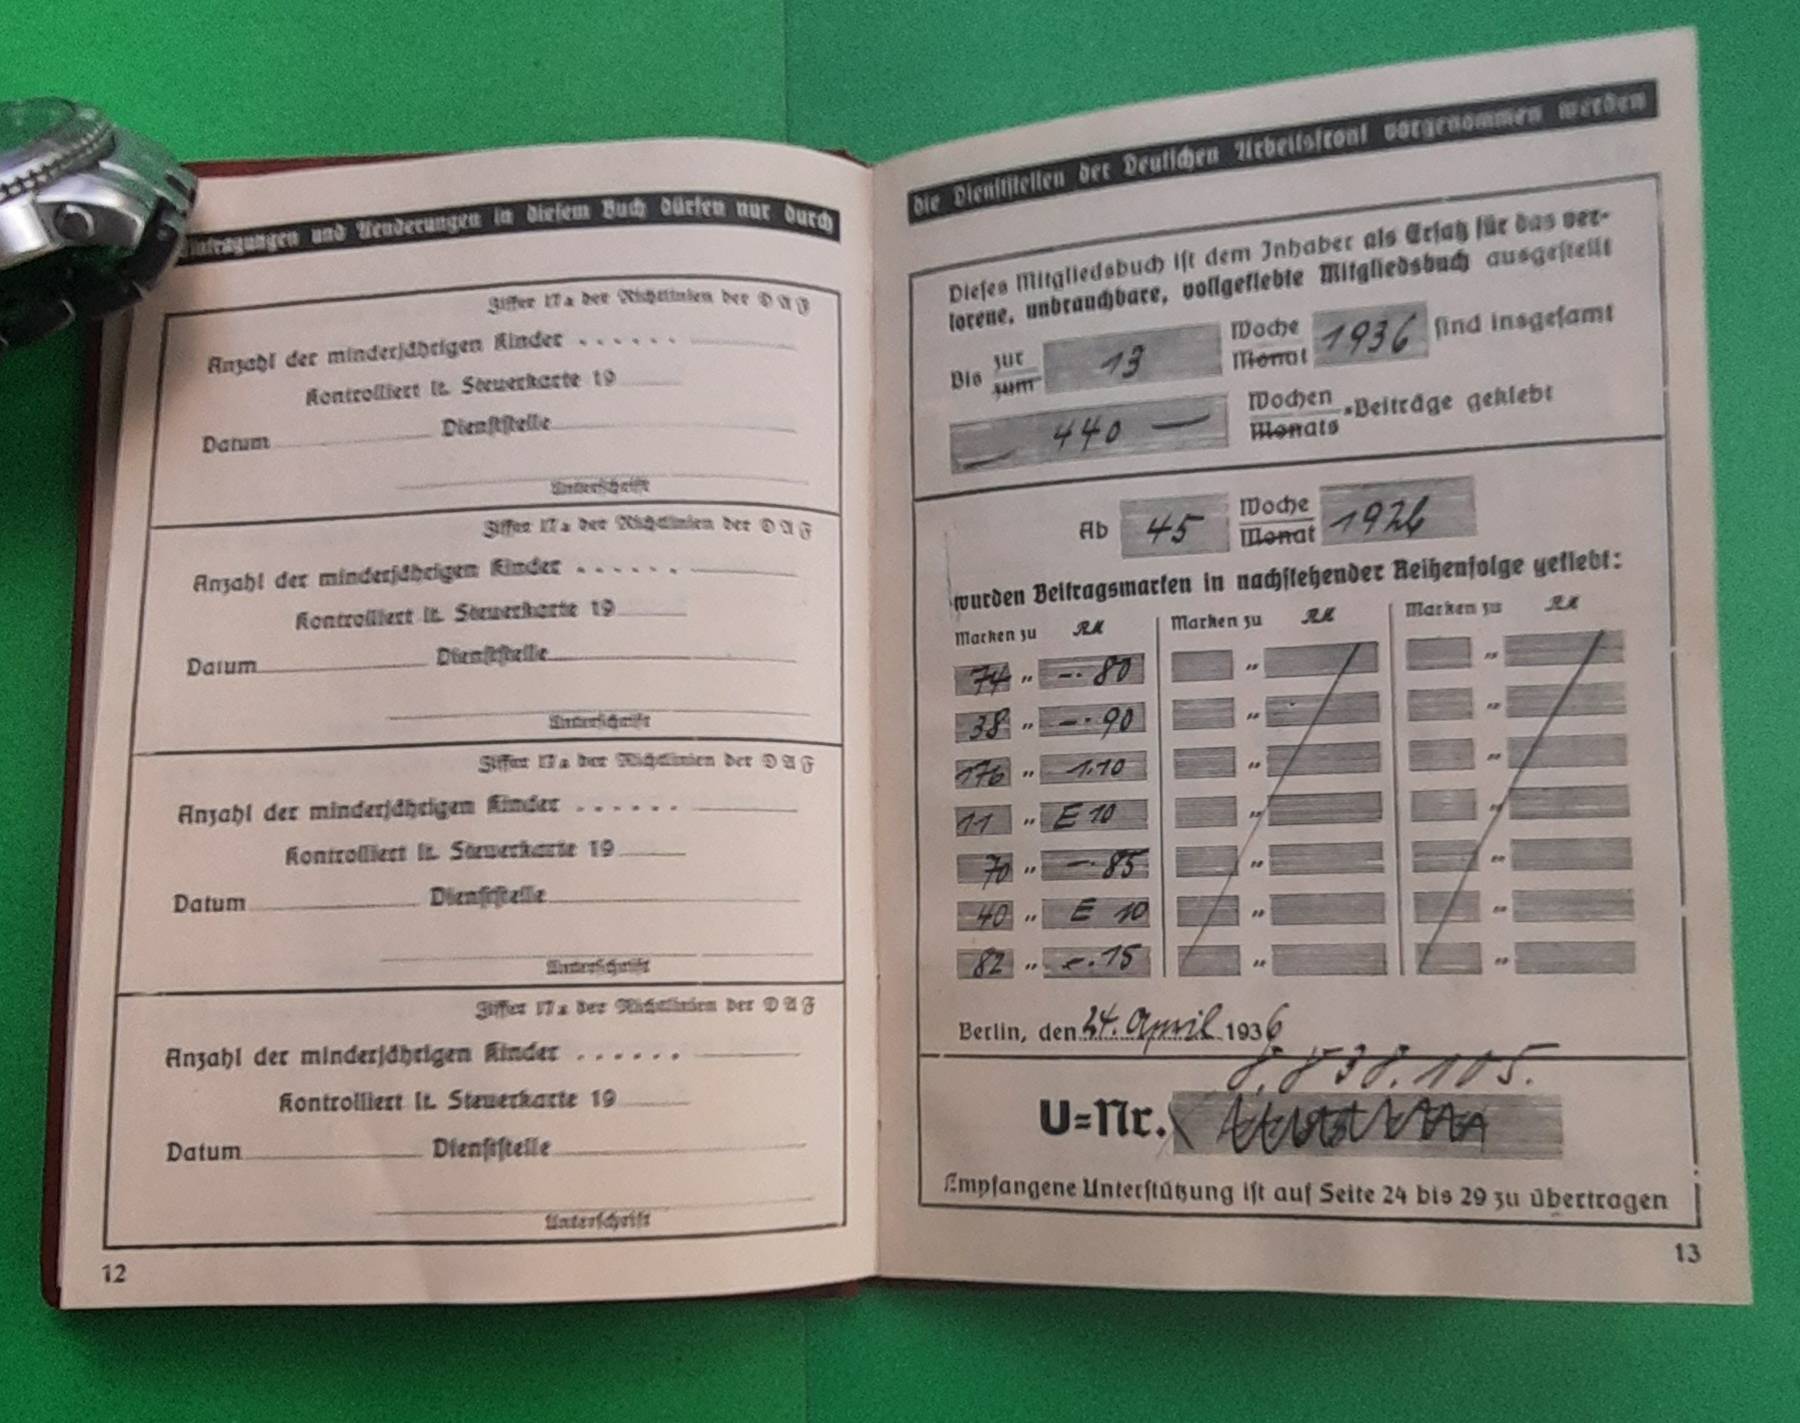 Eintragungen und Aenderungen in diesem Buch dürfen nur durch
Ziffer 17a der Richtlinien der D A F
Anzahl der minderjährigen Kinder . . . . . .
Kontrolliert lt. Steuerkarte 19
Datum Dienststelle
Unterschrift
Ziffer 17a der Richtlinien der D A F
Anzahl der minderjährigen Kinder . . . . . .
Kontrolliert lt. Steuerkarte 19
Datum Dienststelle
Unterschrift
Ziffer 17a der Richtlinien der D A F
Anzahl der minderjährigen Kinder . . . . . .
Kontrolliert lt. Steuerkarte 19
Datum Dienststelle
Unterschrift
Ziffer 17a der Richtlinien der D A F
Anzahl der minderjährigen Kinder . . . . . .
Kontrolliert lt. Steuerkarte 19
Datum Dienststelle
Unterschrift
12
die Dienststellen der Deutschen Arbeitsfront vorgenommen werden
Dieses Mitgliedsbuch ist dem Inhaber als Ersatz für das ver-
lorene, unbrauchbare, vollgeklebte Mitgliedsbuch ausgestellt
Bis zur 13 Woche 1936 sind insgesamt
zum Monat
— 440 — Wochen-Beiträge geklebt
Monats
Ab 45 Woche 1926
Monat
wurden Beitragsmarken in nachstehender Reihenfolge geklebt:
Marken zu RM Marken zu RM Marken zu RM
74 „ -.80 „ „
38 „ -.90 „ „
176 „ 1.10 „ „
11 „ E 10 „ „
70 „ -.85 „ „
40 „ E 10 „ „
82 „ -.15 „ „
Berlin, den 24. April 1936
8.838.105.
U=Nr.
Empfangene Unterstützung ist auf Seite 24 bis 29 zu übertragen
13